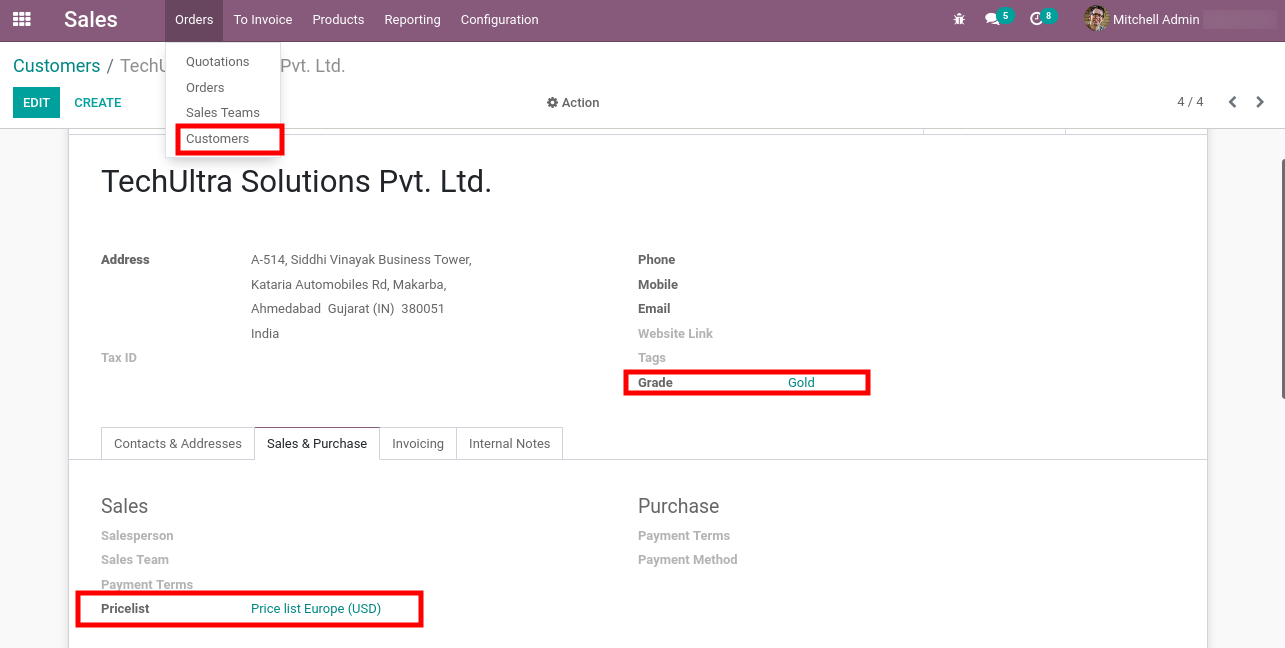 Sales Orders To Invoice Products Reporting Configuration 5 8 Mitchell Admin
Customers / TechU Pvt. Ltd.
Quotations
Orders
Sales Teams
Customers
EDIT CREATE Action 4 / 4
TechUltra Solutions Pvt. Ltd.
Address A-514, Siddhi Vinayak Business Tower,
Kataria Automobiles Rd, Makarba,
Ahmedabad Gujarat (IN) 380051
India
Tax ID
Phone
Mobile
Email
Website Link
Tags
Grade Gold
Contacts & Addresses Sales & Purchase Invoicing Internal Notes
Sales
Salesperson
Sales Team
Payment Terms
Pricelist Price list Europe (USD)
Purchase
Payment Terms
Payment Method